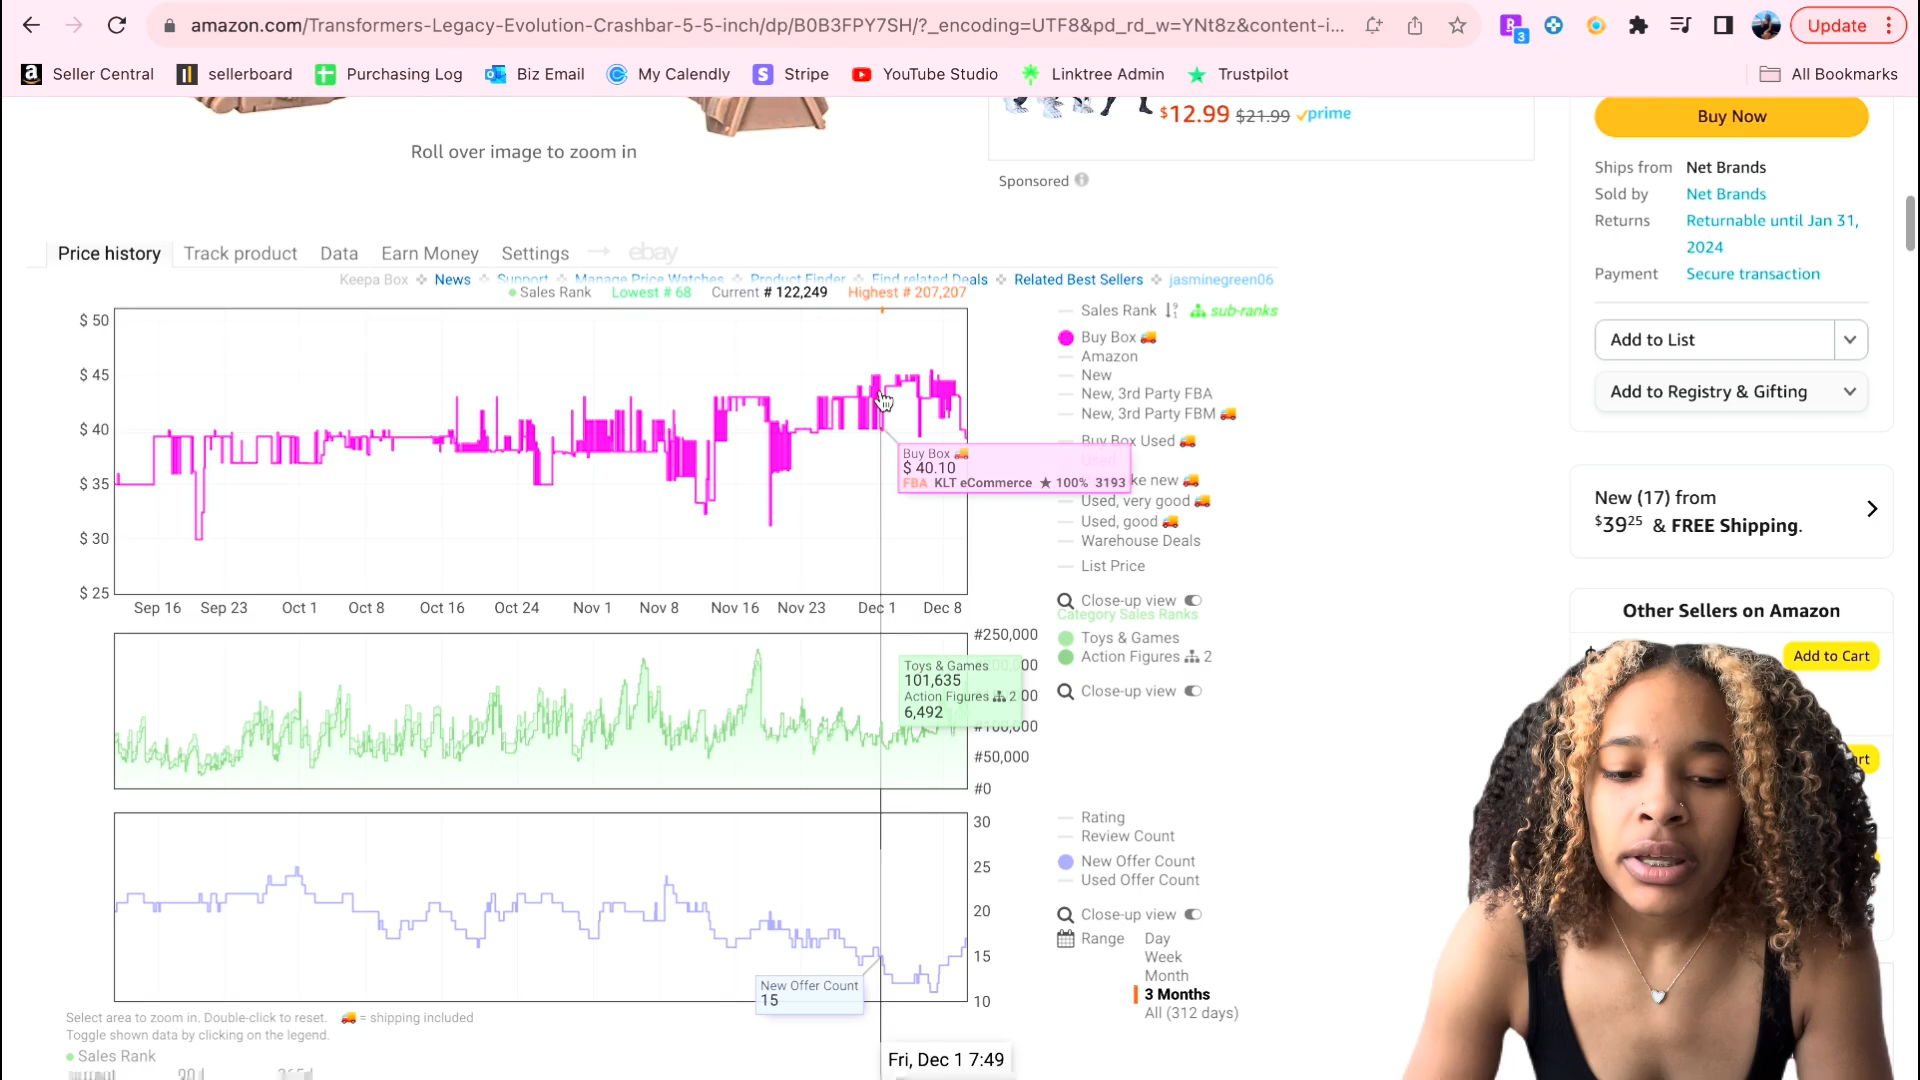 amazon.com/Transformers-Legacy-Evolution-Crashbar-5-5-inch/dp/B0B3FPY7SH/?_encoding=UTF8&pd_rd_w=YNt8z&content-i...
3
Update
Seller Central
sellerboard
Purchasing Log
Biz Email
My Calendly
Stripe
YouTube Studio
Linktree Admin
Trustpilot
All Bookmarks
Roll over image to zoom in
$12.99 $21.99 prime
Sponsored
Buy Now
Ships from Net Brands
Sold by Net Brands
Returns Returnable until Jan 31,
2024
Payment Secure transaction
Add to List
Add to Registry & Gifting
New (17) from
$3925 & FREE Shipping.
Other Sellers on Amazon
Add to Cart
Price history Track product Data Earn Money Settings ebay
Keepa Box News Support Manage Price Watches Product Finder Find related Deals Related Best Sellers jasminegreen06
Sales Rank Lowest # 68 Current # 122,249 Highest # 207,207
$ 50
$ 45
$ 40
$ 35
$ 30
$ 25
Sep 16 Sep 23 Oct 1 Oct 8 Oct 16 Oct 24 Nov 1 Nov 8 Nov 16 Nov 23 Dec 1 Dec 8
Buy Box
$ 40.10
FBA KLT eCommerce ★ 100% 3193
Sales Rank sub-ranks
Buy Box
Amazon
New
New, 3rd Party FBA
New, 3rd Party FBM
Buy Box Used
Used
Used, very good
Used, good
Warehouse Deals
List Price
Close-up view
Category Sales Ranks
Toys & Games
Action Figures 2
Close-up view
#250,000
#100,000
#50,000
#0
Toys & Games
101,635
Action Figures 2
6,492
30
25
20
15
10
Rating
Review Count
New Offer Count
Used Offer Count
Close-up view
Range
Day
Week
Month
3 Months
All (312 days)
New Offer Count
15
Select area to zoom in. Double-click to reset. = shipping included
Toggle shown data by clicking on the legend.
Sales Rank
Fri, Dec 1 7:49